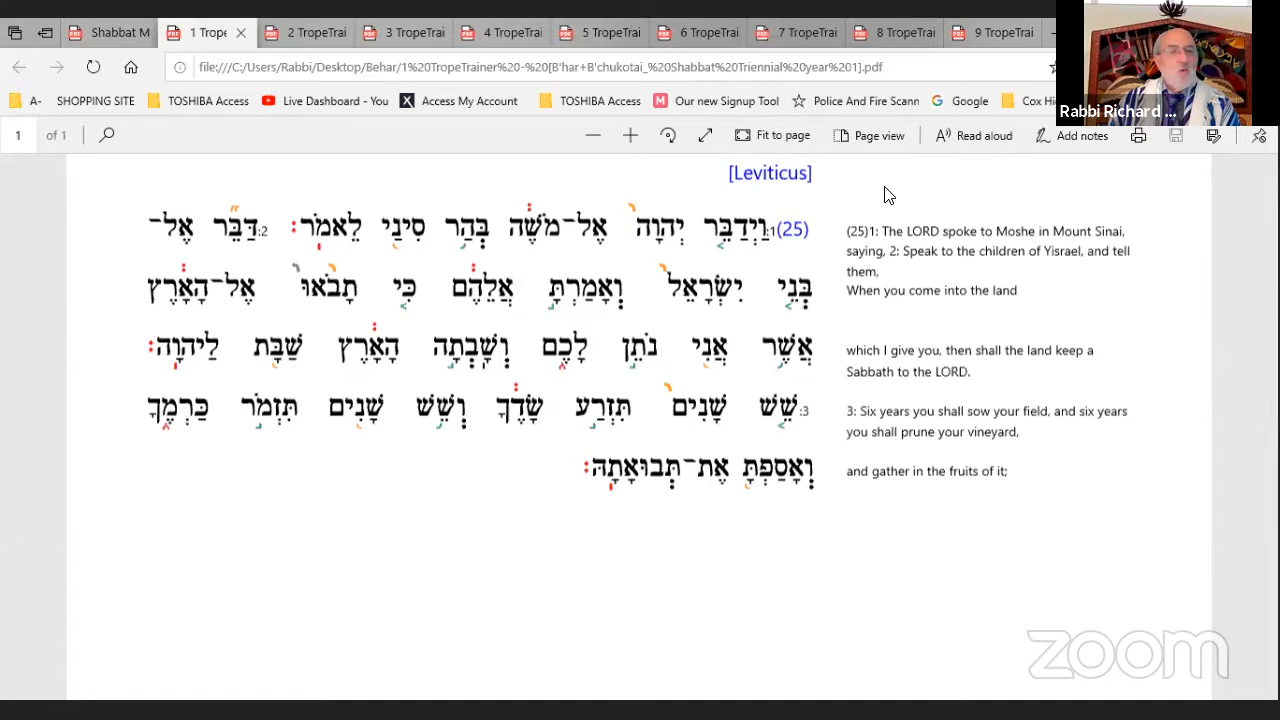 Shabbat M
1 Trope
2 TropeTrai
3 TropeTrai
4 TropeTrai
5 TropeTrai
6 TropeTrai
7 TropeTrai
8 TropeTrai
9 TropeTrai
file:///C:/Users/Rabbi/Desktop/Behar/1%20TropeTrainer%20-%20[B'har+B'chukotai_%20Shabbat%20Triennial%20year%201].pdf
A- SHOPPING SITE TOSHIBA Access Live Dashboard - You Access My Account TOSHIBA Access Our new Signup Tool Police And Fire Scann Google Cox Hi
Rabbi Richard ...
1 of 1 Fit to page Page view Read aloud Add notes
[Leviticus]
(25) 1: וַיְדַבֵּ֤ר יְהֹוָה֙ אֶל־מֹשֶׁ֔ה בְּהַ֥ר סִינַ֖י לֵאמֹֽר׃ 2: דַּבֵּ֞ר אֶל־
בְּנֵ֤י יִשְׂרָאֵל֙ וְאָמַרְתָּ֣ אֲלֵהֶ֔ם כִּ֤י תָבֹ֙אוּ֙ אֶל־הָאָ֔רֶץ
אֲשֶׁ֥ר אֲנִ֖י נֹתֵ֣ן לָכֶ֑ם וְשָׁבְתָ֣ה הָאָ֔רֶץ שַׁבָּ֖ת לַיהֹוָֽה׃
3: שֵׁ֤שׁ שָׁנִים֙ תִּזְרַ֣ע שָׂדֶ֔ךָ וְשֵׁ֥שׁ שָׁנִ֖ים תִּזְמֹ֣ר כַּרְמֶ֑ךָ
וְאָסַפְתָּ֖ אֶת־תְּבוּאָתָֽהּ׃
(25)1: The LORD spoke to Moshe in Mount Sinai,
saying, 2: Speak to the children of Yisrael, and tell
them,
When you come into the land
which I give you, then shall the land keep a
Sabbath to the LORD.
3: Six years you shall sow your field, and six years
you shall prune your vineyard,
and gather in the fruits of it;
zoom